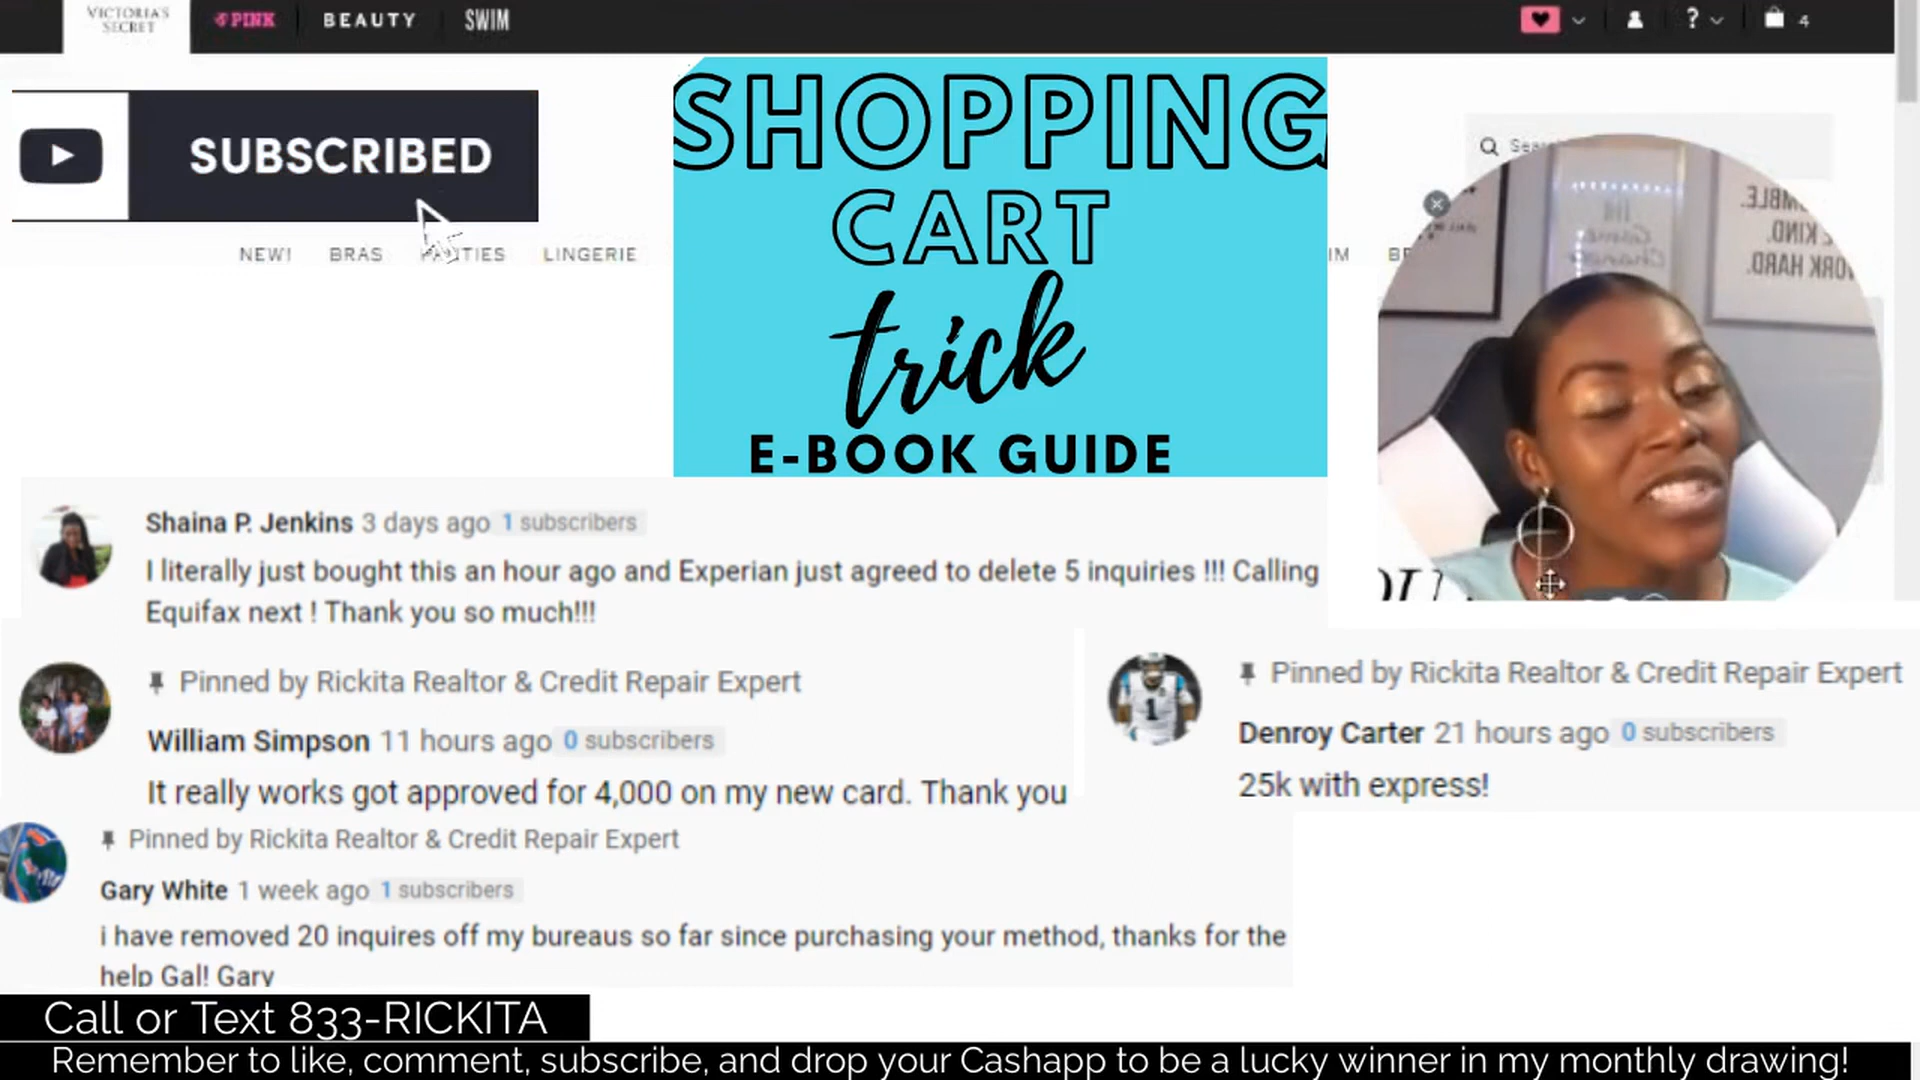 VICTORIA'S
SECRET
PINK
BEAUTY
SWIM
?
4
SUBSCRIBED
SHOPPING
CART
trick
E-BOOK GUIDE
NEW!
BRAS
PANTIES
LINGERIE
KIND
WORK HARD.
Shaina P. Jenkins 3 days ago 1 subscribers
I literally just bought this an hour ago and Experian just agreed to delete 5 inquiries !!! Calling
Equifax next ! Thank you so much!!!
Pinned by Rickita Realtor & Credit Repair Expert
William Simpson 11 hours ago 0 subscribers
It really works got approved for 4,000 on my new card. Thank you
Pinned by Rickita Realtor & Credit Repair Expert
Denroy Carter 21 hours ago 0 subscribers
25k with express!
Pinned by Rickita Realtor & Credit Repair Expert
Gary White 1 week ago 1 subscribers
i have removed 20 inquires off my bureaus so far since purchasing your method, thanks for the
help Gal! Gary
Call or Text 833-RICKITA
Remember to like, comment, subscribe, and drop your Cashapp to be a lucky winner in my monthly drawing!